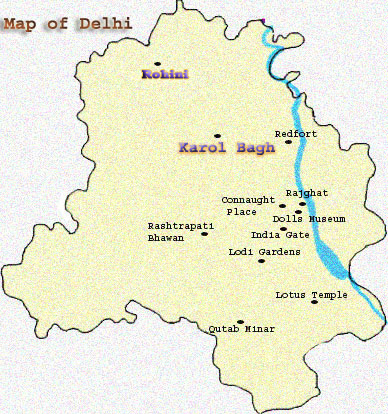 Map of Delhi
Rohini
Redfort
Karol Bagh
Rajghat
Connaught
Place
Dolls Museum
Rashtrapati
Bhawan
India Gate
Lodi Gardens
Lotus Temple
Qutab Minar